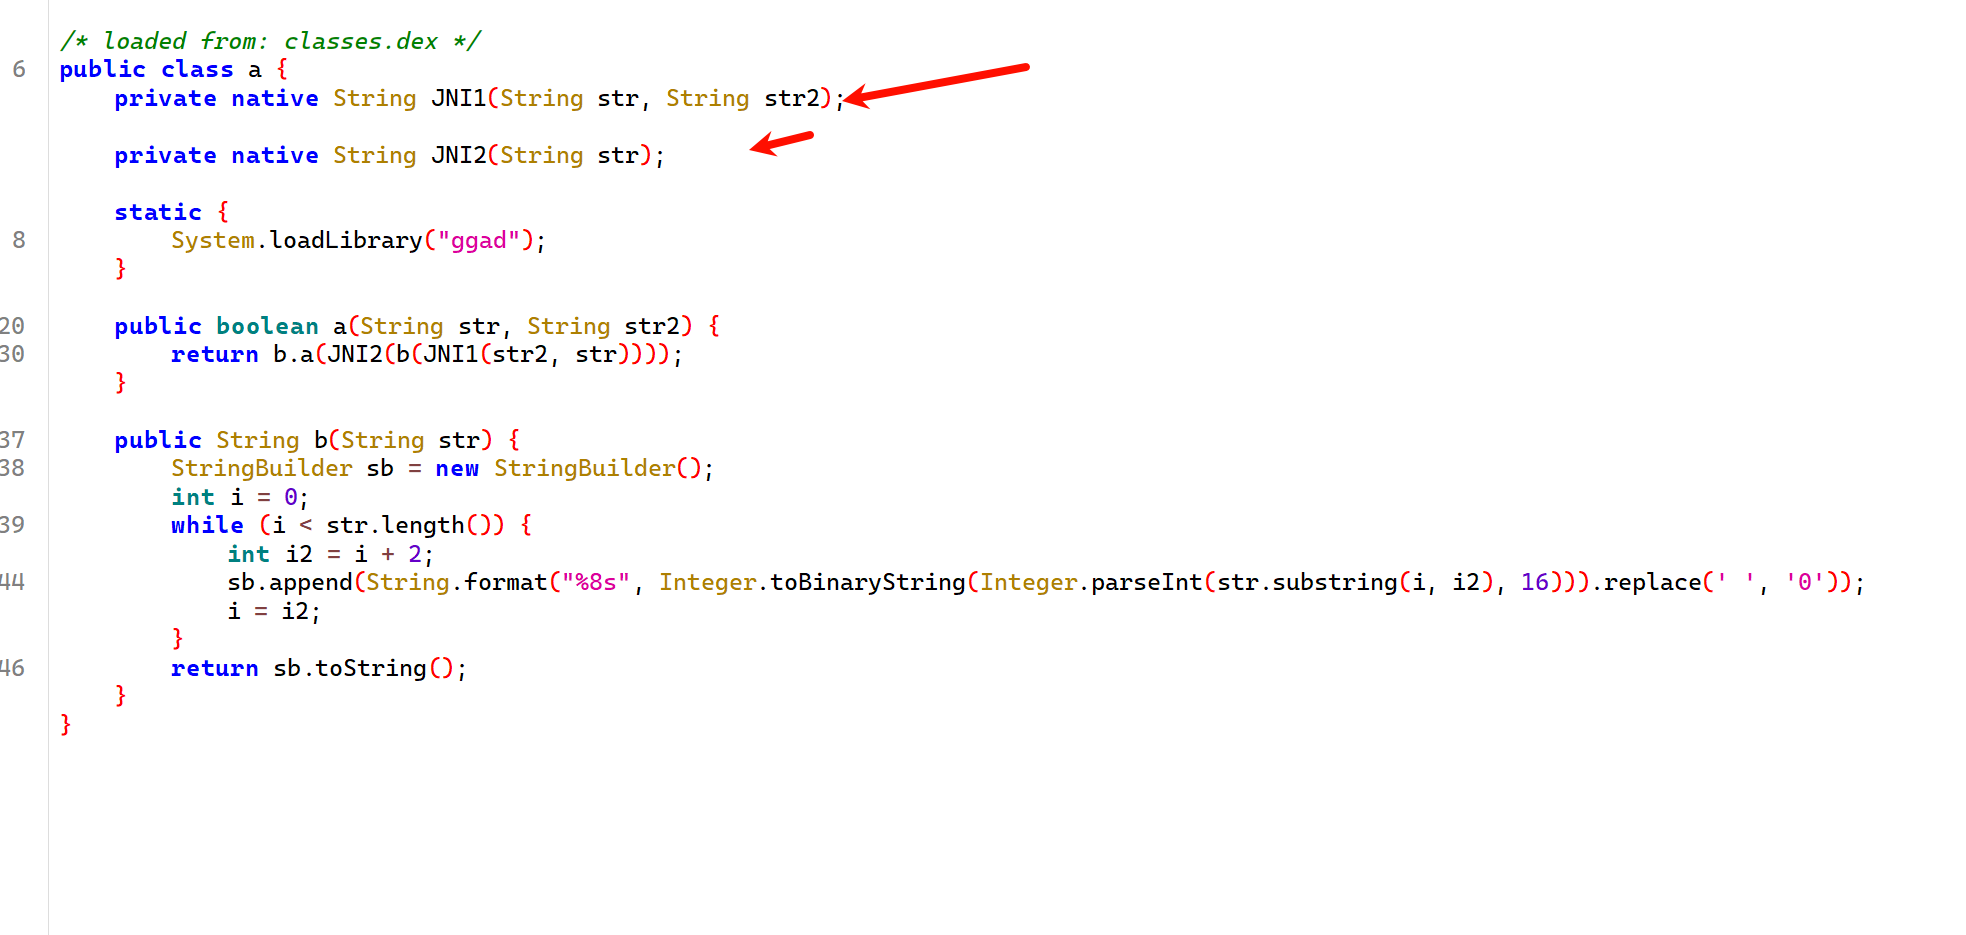 /* loaded from: classes.dex */
6 public class a {
private native String JNI1(String str, String str2);
private native String JNI2(String str);
static {
8 System.loadLibrary("ggad");
}
20 public boolean a(String str, String str2) {
30 return b.a(JNI2(b(JNI1(str2, str))));
}
37 public String b(String str) {
38 StringBuilder sb = new StringBuilder();
int i = 0;
39 while (i < str.length()) {
int i2 = i + 2;
44 sb.append(String.format("%8s", Integer.toBinaryString(Integer.parseInt(str.substring(i, i2), 16))).replace(' ', '0'));
i = i2;
}
46 return sb.toString();
}
}